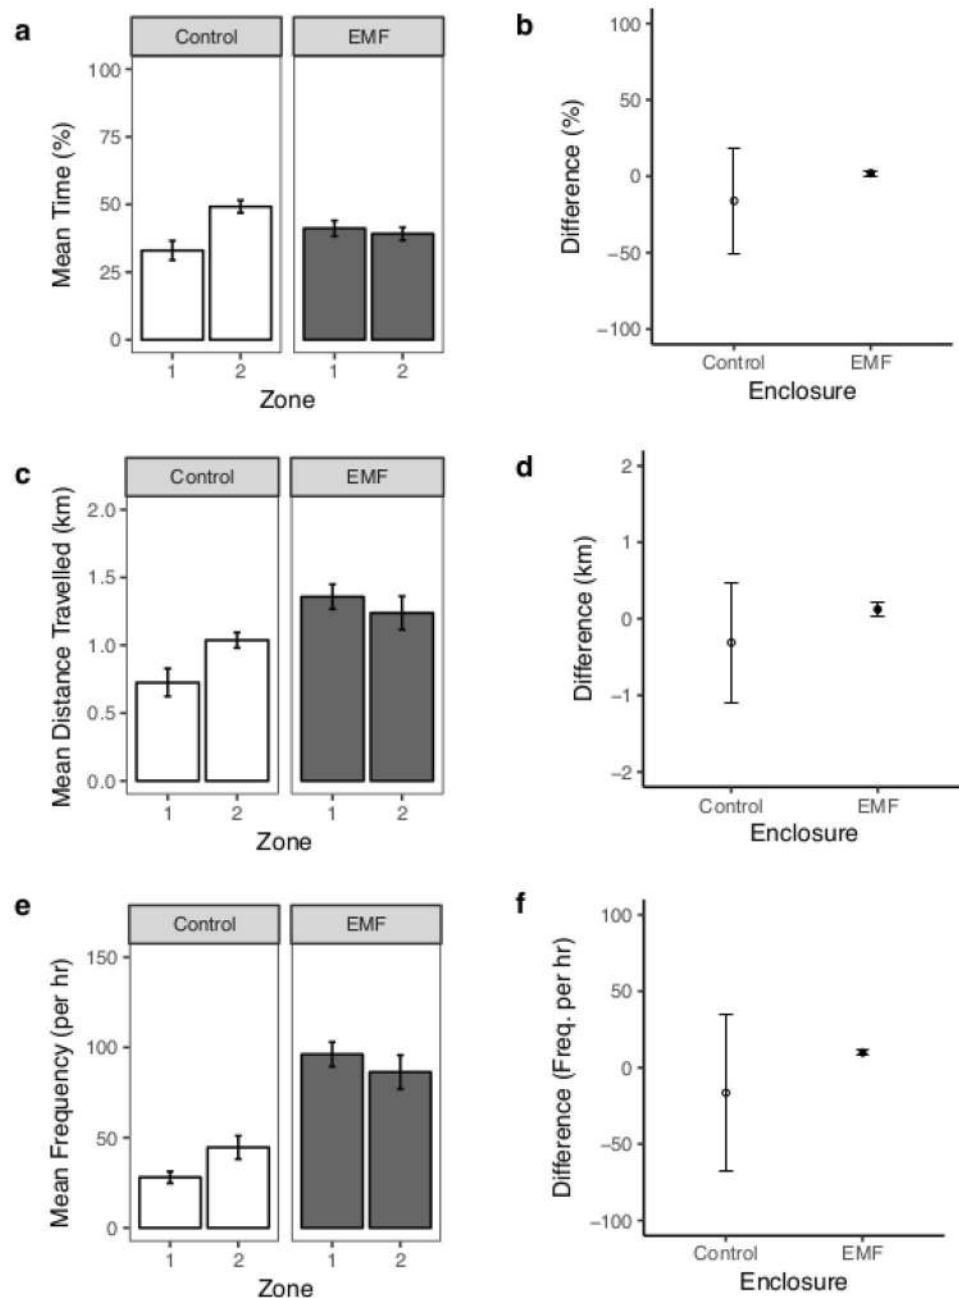 a
Control EMF
Mean Time (%)
100
75
50
25
0
1 2 1 2
Zone
b
Difference (%)
100
50
0
−50
−100
Control EMF
Enclosure
c
Control EMF
Mean Distance Travelled (km)
2.0
1.5
1.0
0.5
0.0
1 2 1 2
Zone
d
Difference (km)
2
1
0
−1
−2
Control EMF
Enclosure
e
Control EMF
Mean Frequency (per hr)
150
100
50
0
1 2 1 2
Zone
f
Difference (Freq. per hr)
100
50
0
−50
−100
Control EMF
Enclosure